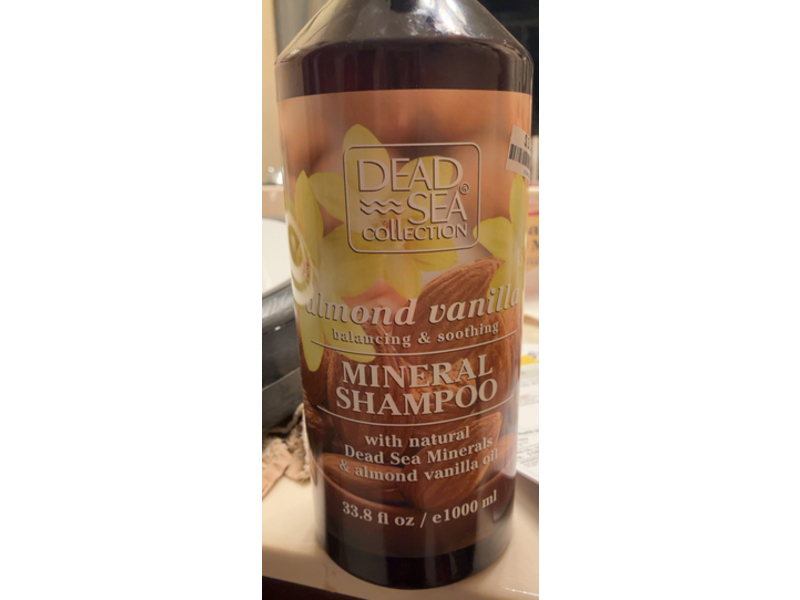 DEAD
SEA®
COLLECTION
almond vanilla
balancing & soothing
MINERAL
SHAMPOO
with natural
Dead Sea Minerals
& almond vanilla oil
33.8 fl oz / e1000 ml